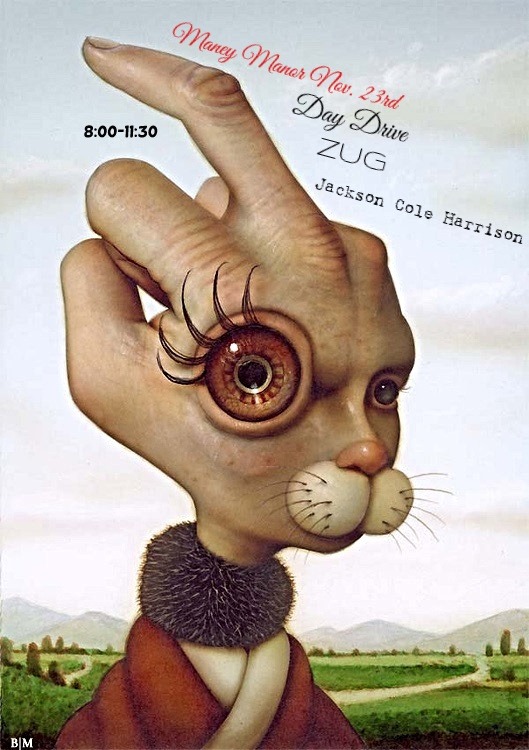 Maney Manor Nov. 23rd
Day Drive
8:00-11:30
ZUG
Jackson Cole Harrison
B|M